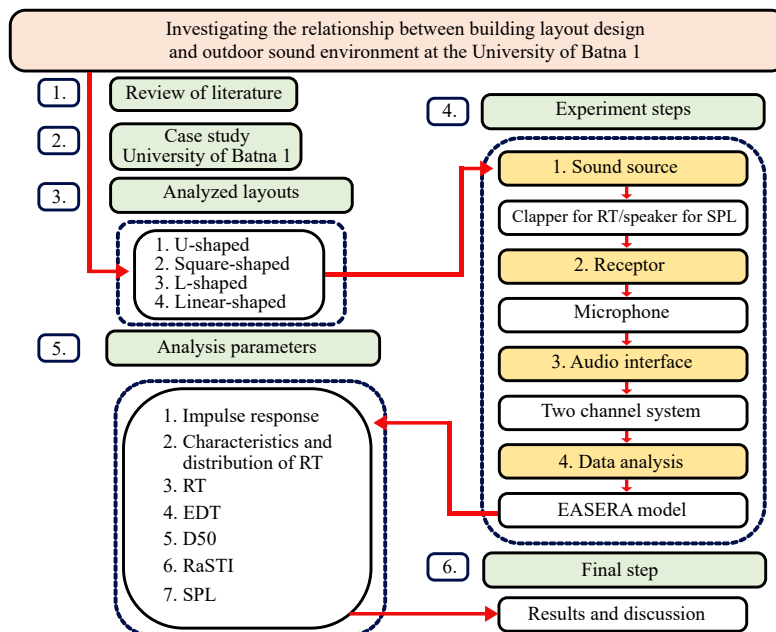 Investigating the relationship between building layout design
and outdoor sound environment at the University of Batna 1
1.
Review of literature
2.
Case study
University of Batna 1
3.
Analyzed layouts
1. U-shaped
2. Square-shaped
3. L-shaped
4. Linear-shaped
4.
Experiment steps
1. Sound source
Clapper for RT/speaker for SPL
2. Receptor
Microphone
3. Audio interface
Two channel system
4. Data analysis
EASERA model
5.
Analysis parameters
1. Impulse response
2. Characteristics and
distribution of RT
3. RT
4. EDT
5. D50
6. RaSTI
7. SPL
6.
Final step
Results and discussion